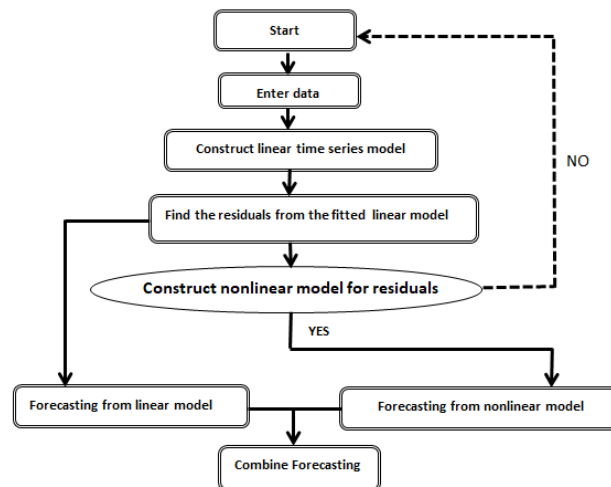 Start
Enter data
Construct linear time series model
NO
Find the residuals from the fitted linear model
Construct nonlinear model for residuals
YES
Forecasting from linear model
Forecasting from nonlinear model
Combine Forecasting